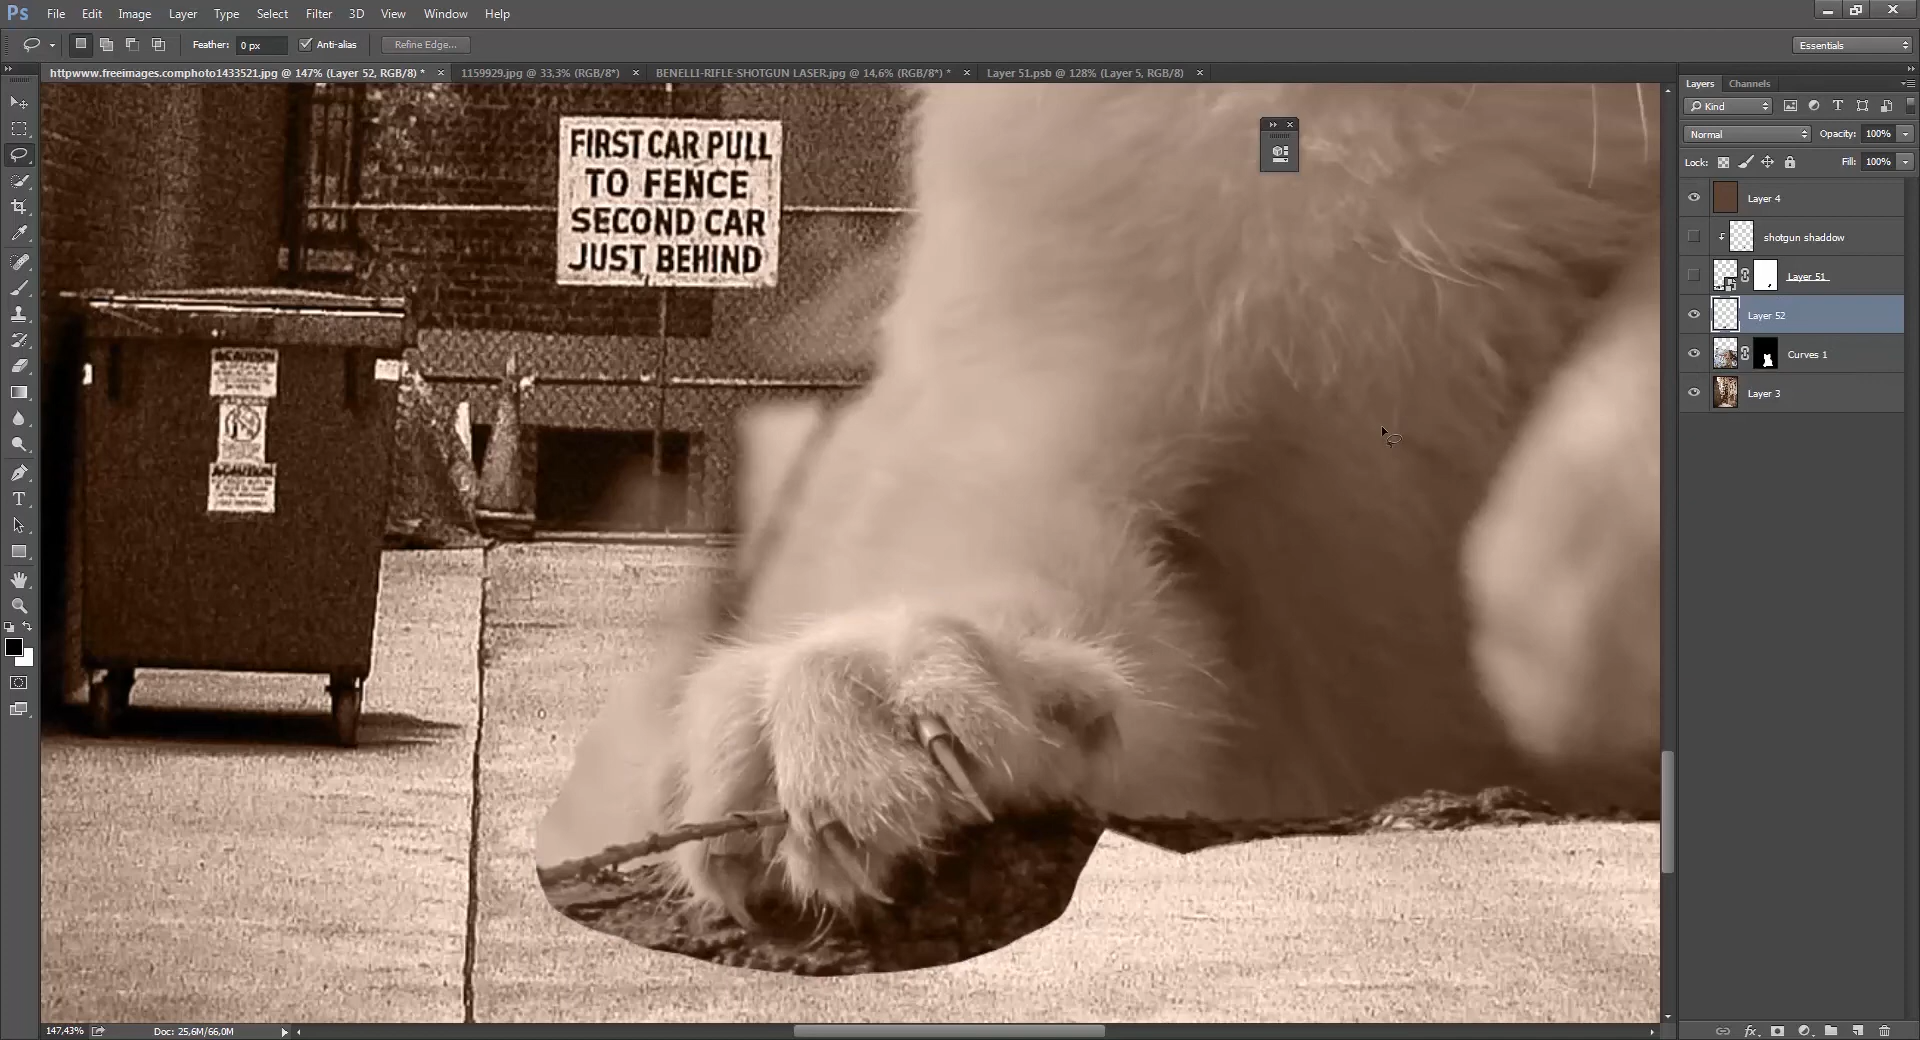 Ps File Edit Image Layer Type Select Filter 3D View Window Help
Feather: 0 px Anti-alias Refine Edge... Essentials
httpwww.freeimages.comphoto1433521.jpg @ 147% (Layer 52, RGB/8) * × 1159929.jpg @ 33,3% (RGB/8*) × BENELLI-RIFLE-SHOTGUN LASER.jpg @ 14,6% (RGB/8*) * × Layer 51.psb @ 128% (Layer 5, RGB/8) ×
Layers Channels
Kind
Normal Opacity: 100%
Lock: Fill: 100%
Layer 4
shotgun shaddow
Layer 51
Layer 52
Curves 1
Layer 3
FIRST CAR PULL
TO FENCE
SECOND CAR
JUST BEHIND
CAUTION
CAUTION
147,43% Doc: 25,6M/66,0M